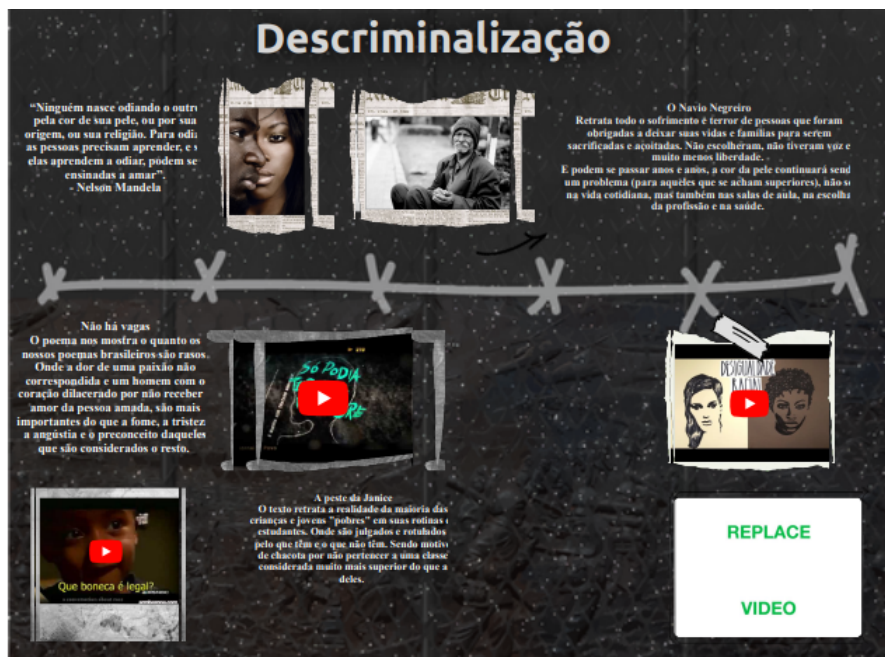 Descriminalização
“Ninguém nasce odiando o outr
pela cor de sua pele, ou por sua
origem, ou sua religião. Para odia
as pessoas precisam aprender, e s
elas aprendem a odiar, podem se
ensinadas a amar”.
- Nelson Mandela
O Navio Negreiro
Retrata todo o sofrimento é terror de pessoas que foram
obrigadas a deixar suas vidas e famílias para serem
sacrificadas e açoitadas. Não escolheram, não tiveram voz e
muito menos liberdade.
E podem se passar anos e anos, a cor da pele continuará send
um problema (para aqueles que se acham superiores), não s
na vida cotidiana, mas também nas salas de aula, na escolha
da profissão e na saúde.
Não há vagas
O poema nos mostra o quanto os
nossos poemas brasileiros são rasos.
Onde a dor de uma paixão não
correspondida e um homem com o
coração dilacerado por não receber
amor da pessoa amada, são mais
importantes do que a fome, a tristez
a angústia e o preconceito daqueles
que são considerados o resto.
SÓ PODIA
DESIGUALDADE
RACIAL
Que boneca é legal?
A peste da Janice
O texto retrata a realidade da maioria das
crianças e jovens "pobres" em suas rotinas
estudantes. Onde são julgados e rotulados
pelo que têm e o que não têm. Sendo motiv
de chacota por não pertencer a uma classe
considerada muito mais superior do que a
deles.
REPLACE
VIDEO